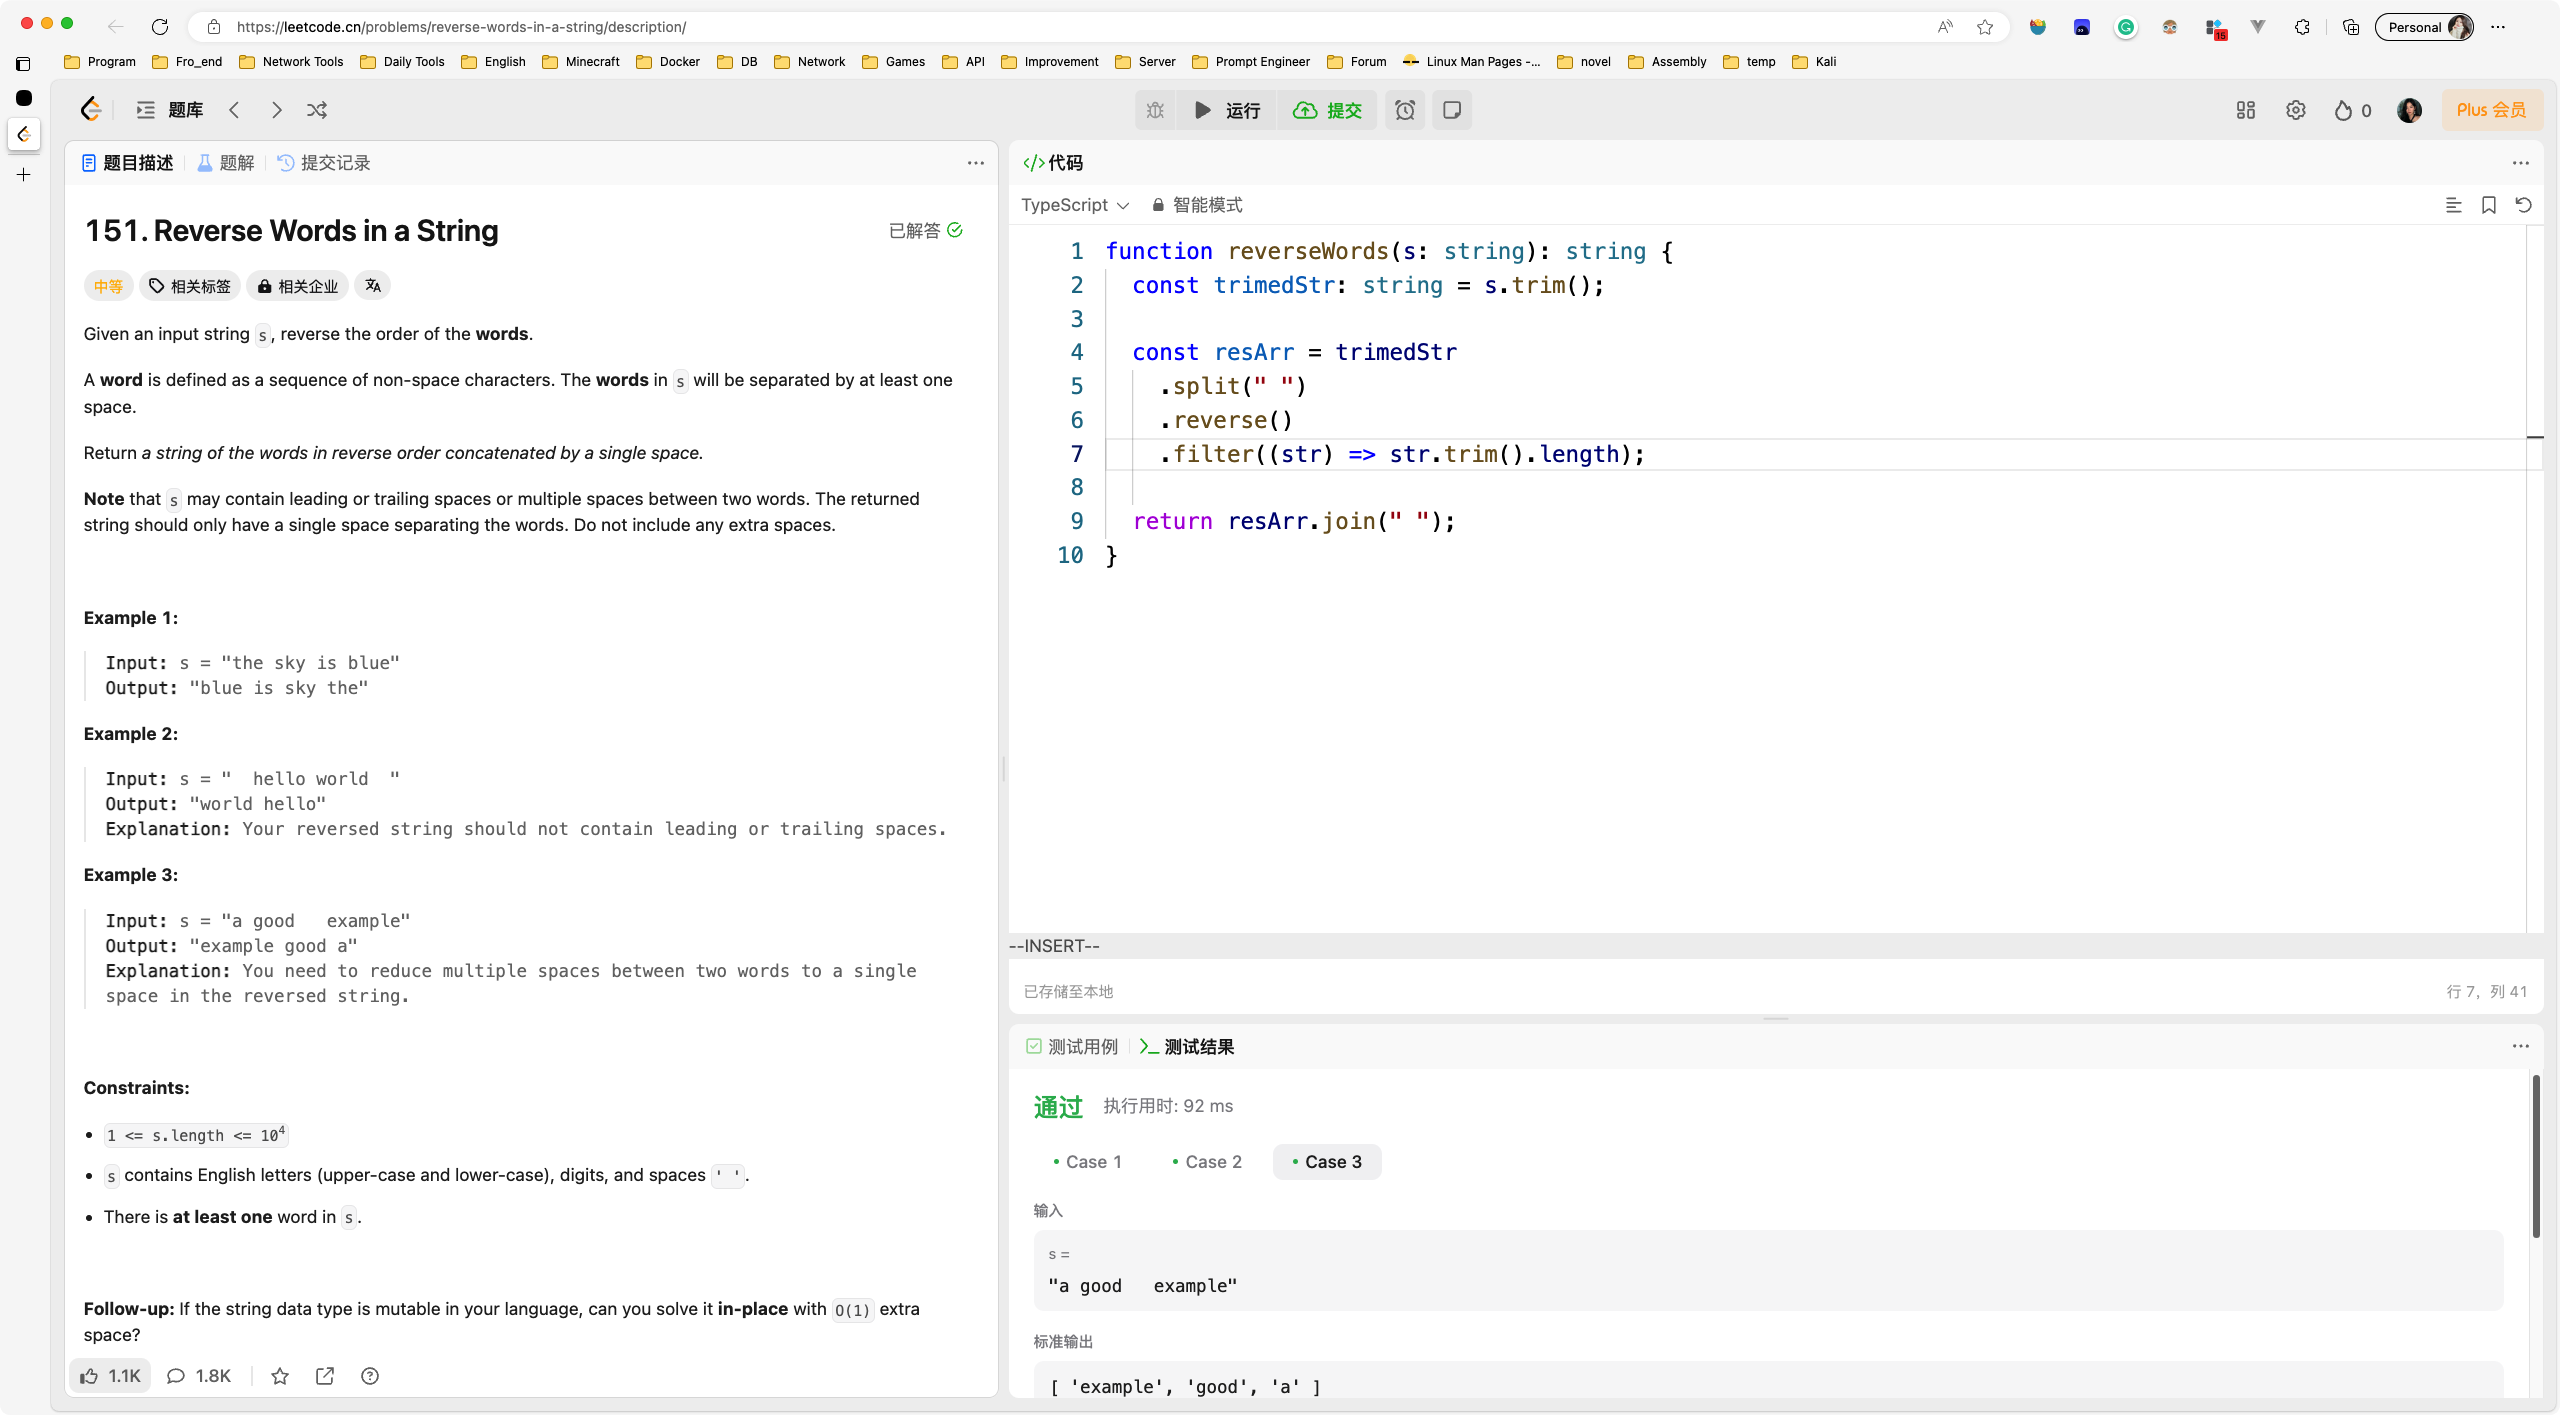 https://leetcode.cn/problems/reverse-words-in-a-string/description/
Personal
Program Fro_end Network Tools Daily Tools English Minecraft Docker DB Network Games API Improvement Server Prompt Engineer Forum Linux Man Pages -... novel Assembly temp Kali
题库
运行 提交
0 Plus 会员
题目描述 题解 提交记录
151. Reverse Words in a String
已解答
中等 相关标签 相关企业
Given an input string s, reverse the order of the words.
A word is defined as a sequence of non-space characters. The words in s will be separated by at least one
space.
Return a string of the words in reverse order concatenated by a single space.
Note that s may contain leading or trailing spaces or multiple spaces between two words. The returned
string should only have a single space separating the words. Do not include any extra spaces.
Example 1:
Input: s = "the sky is blue"
Output: "blue is sky the"
Example 2:
Input: s = "  hello world  "
Output: "world hello"
Explanation: Your reversed string should not contain leading or trailing spaces.
Example 3:
Input: s = "a good   example"
Output: "example good a"
Explanation: You need to reduce multiple spaces between two words to a single
space in the reversed string.
Constraints:
• 1 <= s.length <= 10⁴
• s contains English letters (upper-case and lower-case), digits, and spaces ' '.
• There is at least one word in s.
Follow-up: If the string data type is mutable in your language, can you solve it in-place with O(1) extra
space?
1.1K 1.8K
</>代码
TypeScript 智能模式
1 function reverseWords(s: string): string {
2   const trimedStr: string = s.trim();
3
4   const resArr = trimedStr
5     .split(" ")
6     .reverse()
7     .filter((str) => str.trim().length);
8
9   return resArr.join(" ");
10 }
--INSERT--
已存储至本地
行 7, 列 41
测试用例 测试结果
通过 执行用时: 92 ms
• Case 1 • Case 2 • Case 3
输入
s =
"a good   example"
标准输出
[ 'example', 'good', 'a' ]